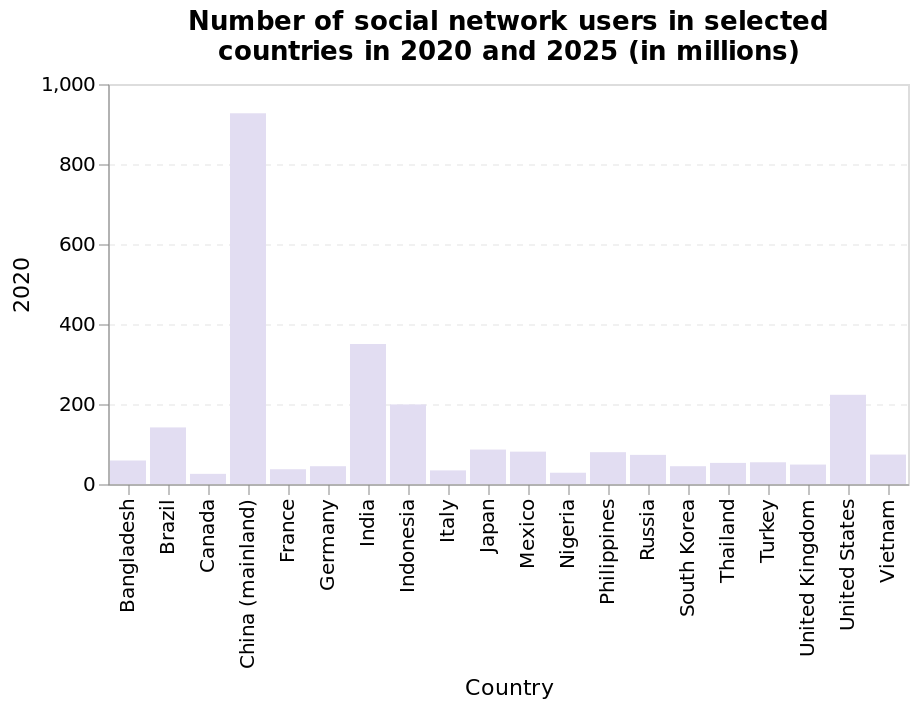 Number of social network users in selected
countries in 2020 and 2025 (in millions)
1,000
800
600
400
200
0
2020
Bangladesh
Brazil
Canada
China (mainland)
France
Germany
India
Indonesia
Italy
Japan
Mexico
Nigeria
Philippines
Russia
South Korea
Thailand
Turkey
United Kingdom
United States
Vietnam
Country